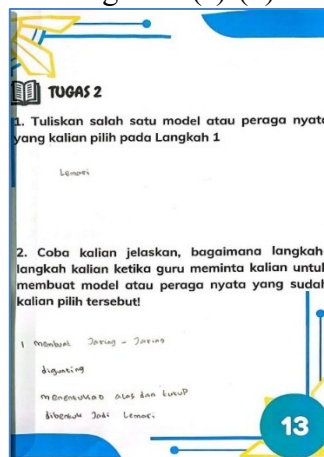 TUGAS 2
1. Tuliskan salah satu model atau peraga nyata
yang kalian pilih pada Langkah 1
Lemari
2. Coba kalian jelaskan, bagaimana langkah-
langkah kalian ketika guru meminta kalian untuk
membuat model atau peraga nyata yang sudah
kalian pilih tersebut!
1 membuat Jaring - Jaring
digunting
menentukan alas dan tutup
dibentuk Jadi Lemari.
13